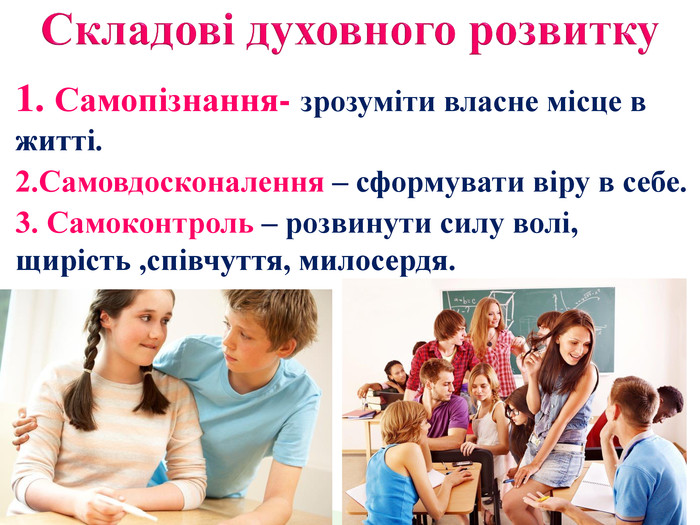 Складові духовного розвитку
1. Самопізнання- зрозуміти власне місце в
житті.
2.Самовдосконалення – сформувати віру в себе.
3. Самоконтроль – розвинути силу волі,
щирість ,співчуття, милосердя.